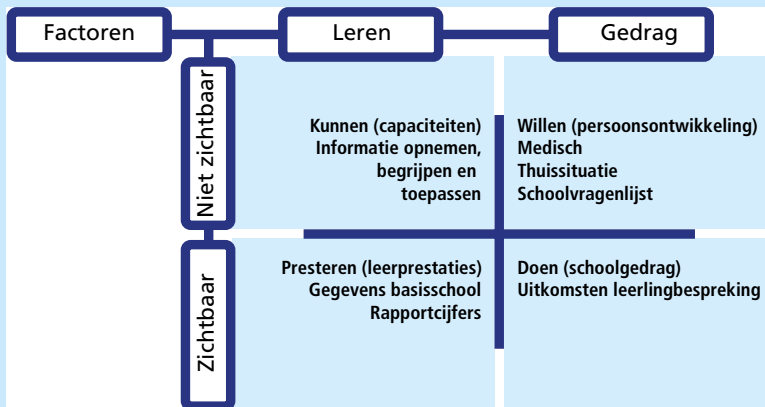 Factoren
Leren
Gedrag
Niet zichtbaar
Kunnen (capaciteiten)
Informatie opnemen,
begrijpen en
toepassen
Willen (persoonsontwikkeling)
Medisch
Thuissituatie
Schoolvragenlijst
Zichtbaar
Presteren (leerprestaties)
Gegevens basisschool
Rapportcijfers
Doen (schoolgedrag)
Uitkomsten leerlingbespreking